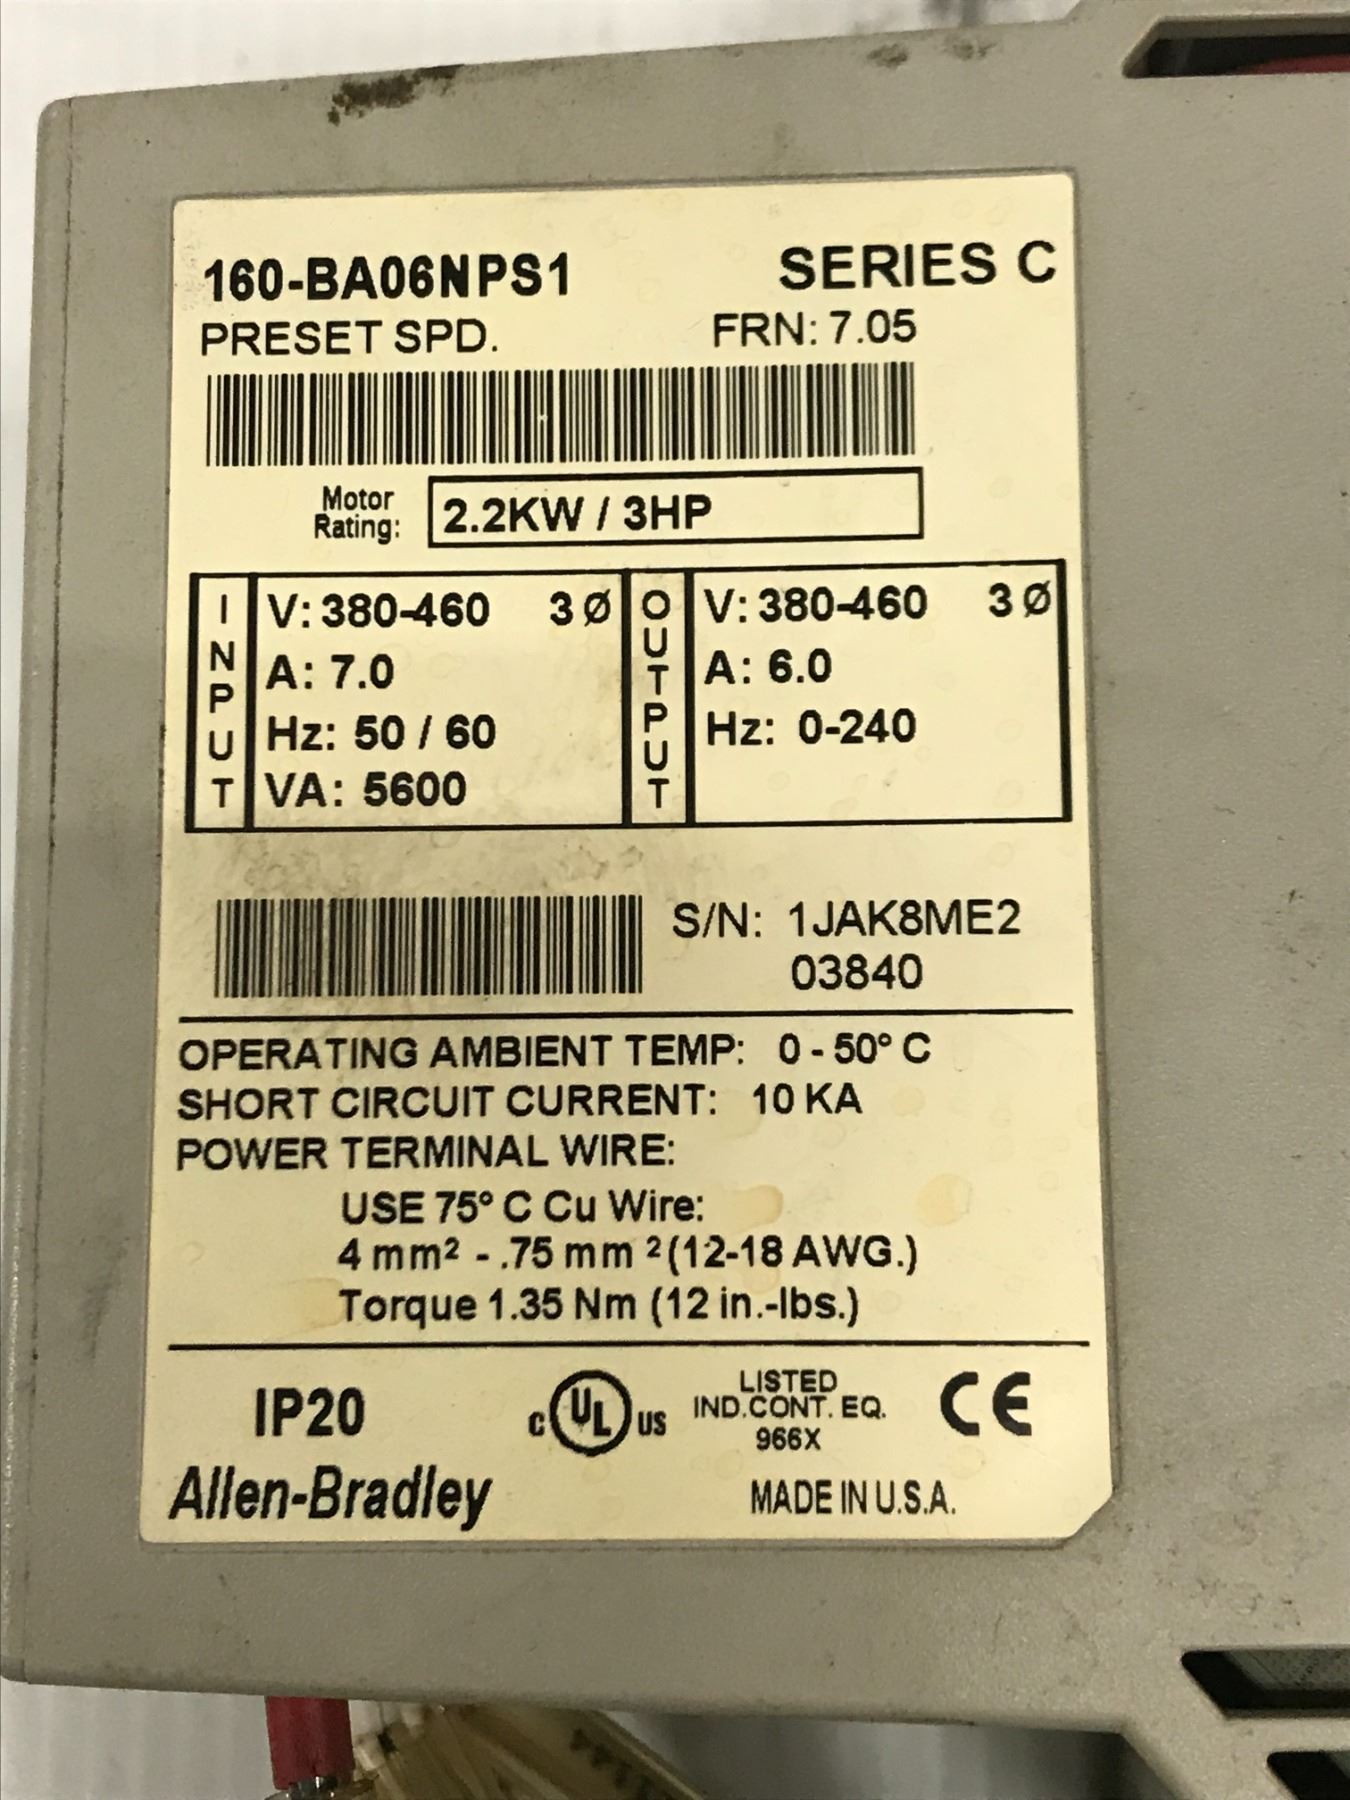 160-BA06NPS1 SERIES C
PRESET SPD. FRN: 7.05
Motor
Rating: 2.2KW / 3HP
INPUT
V: 380-460 3Ø
A: 7.0
Hz: 50 / 60
VA: 5600
OUTPUT
V: 380-460 3Ø
A: 6.0
Hz: 0-240
S/N: 1JAK8ME2
03840
OPERATING AMBIENT TEMP: 0 - 50° C
SHORT CIRCUIT CURRENT: 10 KA
POWER TERMINAL WIRE:
USE 75° C Cu Wire:
4 mm² - .75 mm ² (12-18 AWG.)
Torque 1.35 Nm (12 in.-lbs.)
IP20
c UL US
LISTED
IND.CONT. EQ.
966X
CE
Allen-Bradley
MADE IN U.S.A.